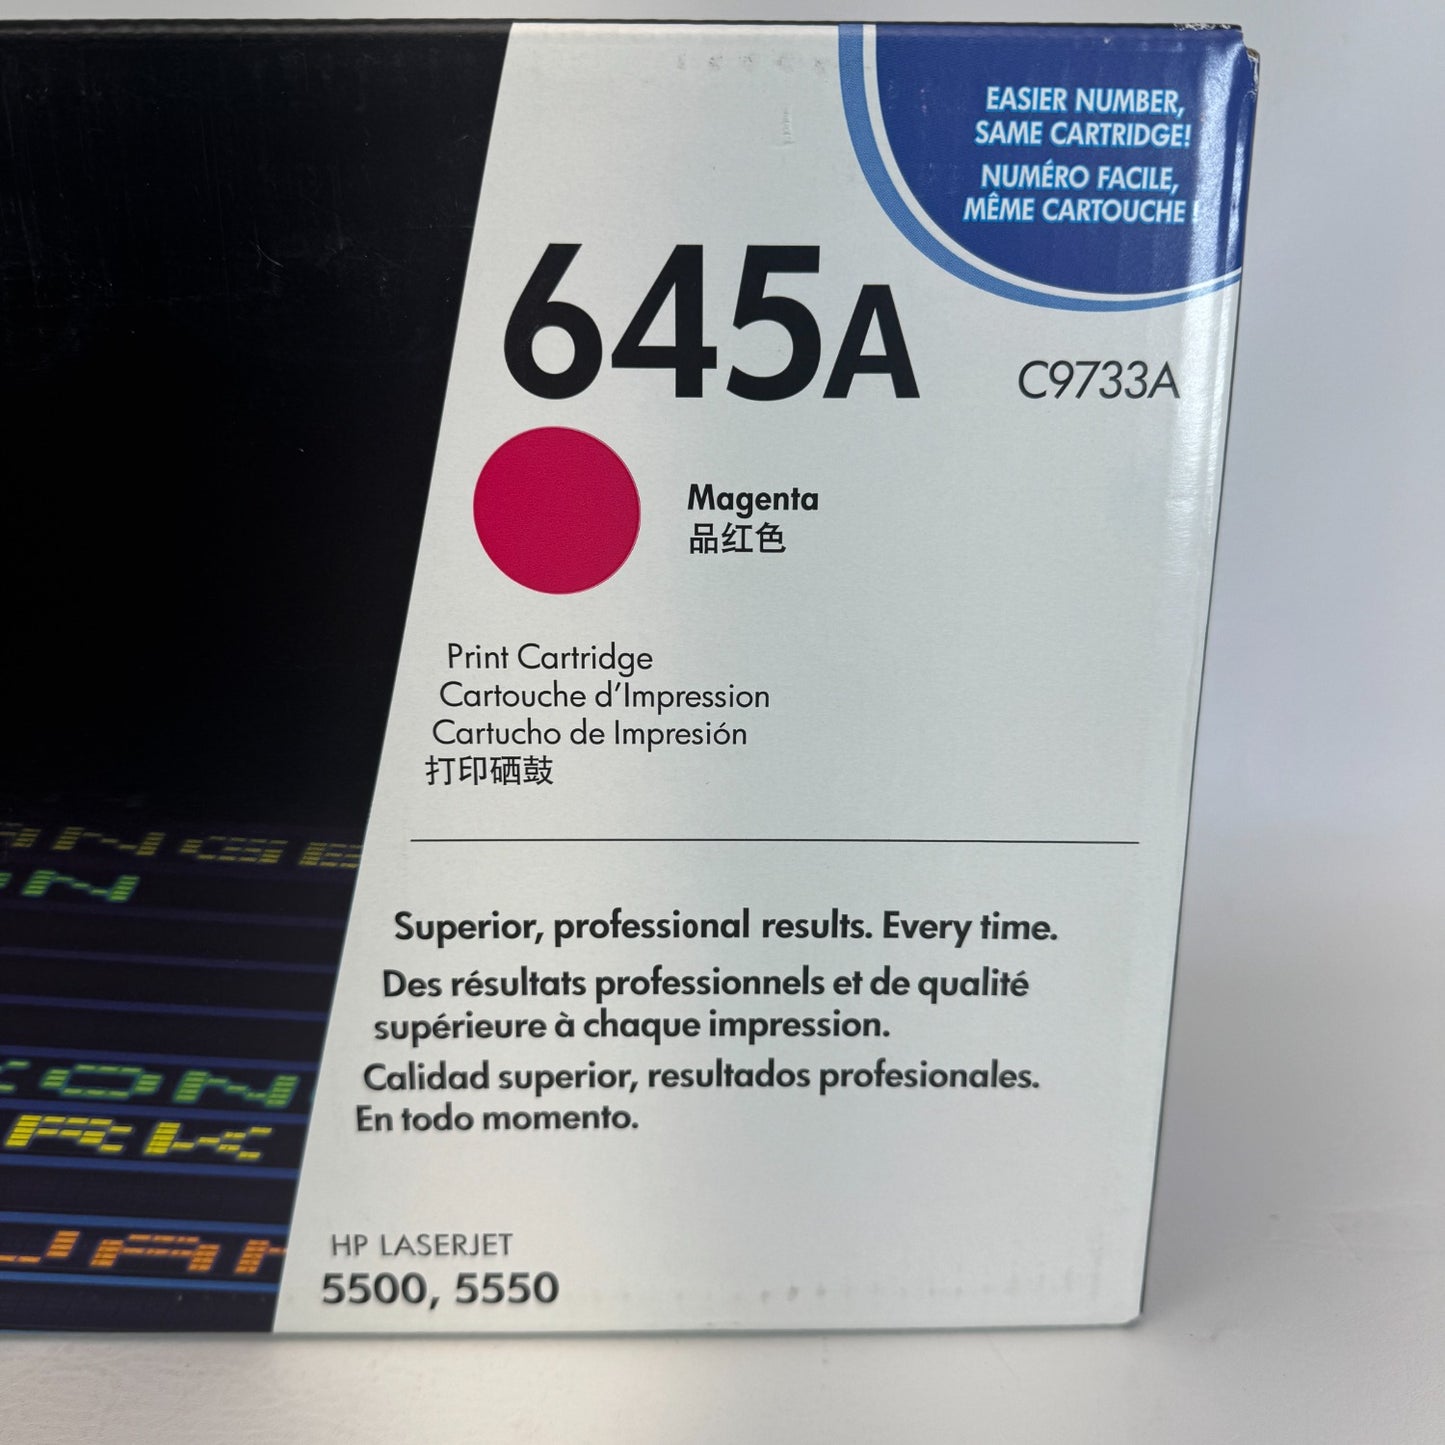 EASIER NUMBER,
SAME CARTRIDGE!
NUMÉRO FACILE,
MÊME CARTOUCHE !
645A
C9733A
Magenta
品红色
Print Cartridge
Cartouche d'Impression
Cartucho de Impresión
打印硒鼓
Superior, professional results. Every time.
Des résultats professionnels et de qualité
supérieure à chaque impression.
Calidad superior, resultados profesionales.
En todo momento.
HP LASERJET
5500, 5550